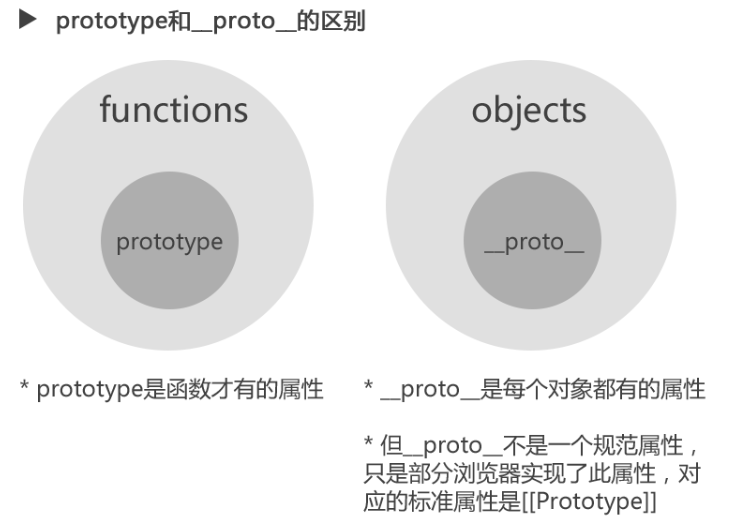 ▶ prototype和__proto__的区别
functions
objects
prototype
__proto__
* prototype是函数才有的属性
* __proto__是每个对象都有的属性
* 但__proto__不是一个规范属性，
只是部分浏览器实现了此属性，对
应的标准属性是[[Prototype]]